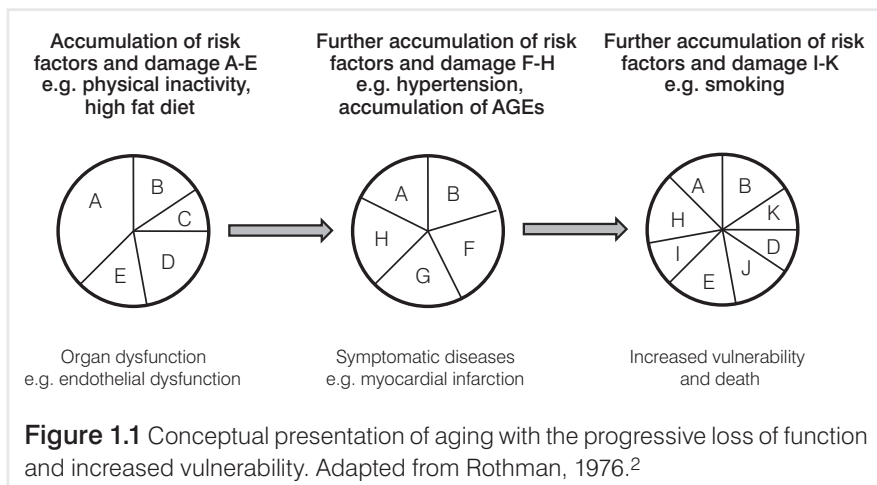 Accumulation of risk
factors and damage A-E
e.g. physical inactivity,
high fat diet
Further accumulation of risk
factors and damage F-H
e.g. hypertension,
accumulation of AGEs
Further accumulation of risk
factors and damage I-K
e.g. smoking
A
B
C
D
E
A
B
F
G
H
A
B
K
D
J
E
I
H
Organ dysfunction
e.g. endothelial dysfunction
Symptomatic diseases
e.g. myocardial infarction
Increased vulnerability
and death
Figure 1.1 Conceptual presentation of aging with the progressive loss of function
and increased vulnerability. Adapted from Rothman, 1976.2